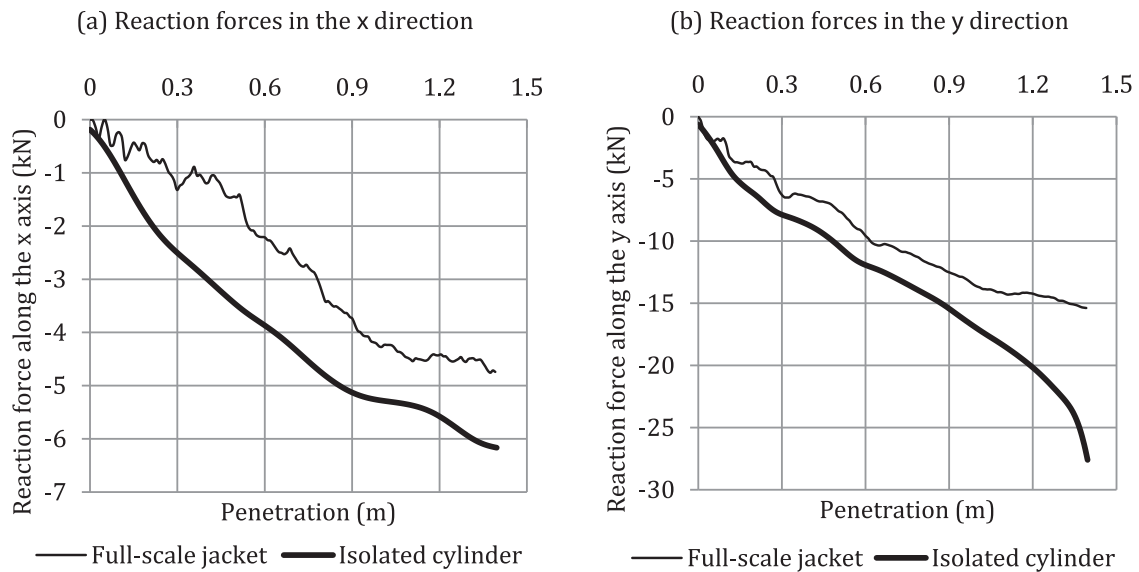 (a) Reaction forces in the x direction
0 0.3 0.6 0.9 1.2 1.5
Reaction force along the x axis (kN)
0
-1
-2
-3
-4
-5
-6
-7
Penetration (m)
Full-scale jacket Isolated cylinder
(b) Reaction forces in the y direction
0 0.3 0.6 0.9 1.2 1.5
Reaction force along the y axis (kN)
0
-5
-10
-15
-20
-25
-30
Penetration (m)
Full-scale jacket Isolated cylinder